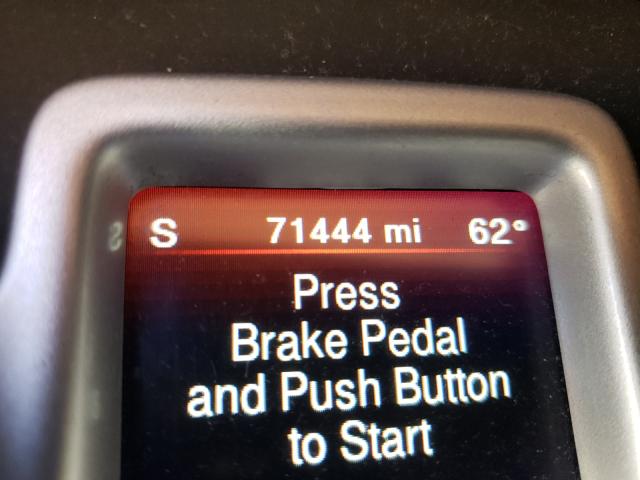 S 71444 mi 62°
Press
Brake Pedal
and Push Button
to Start